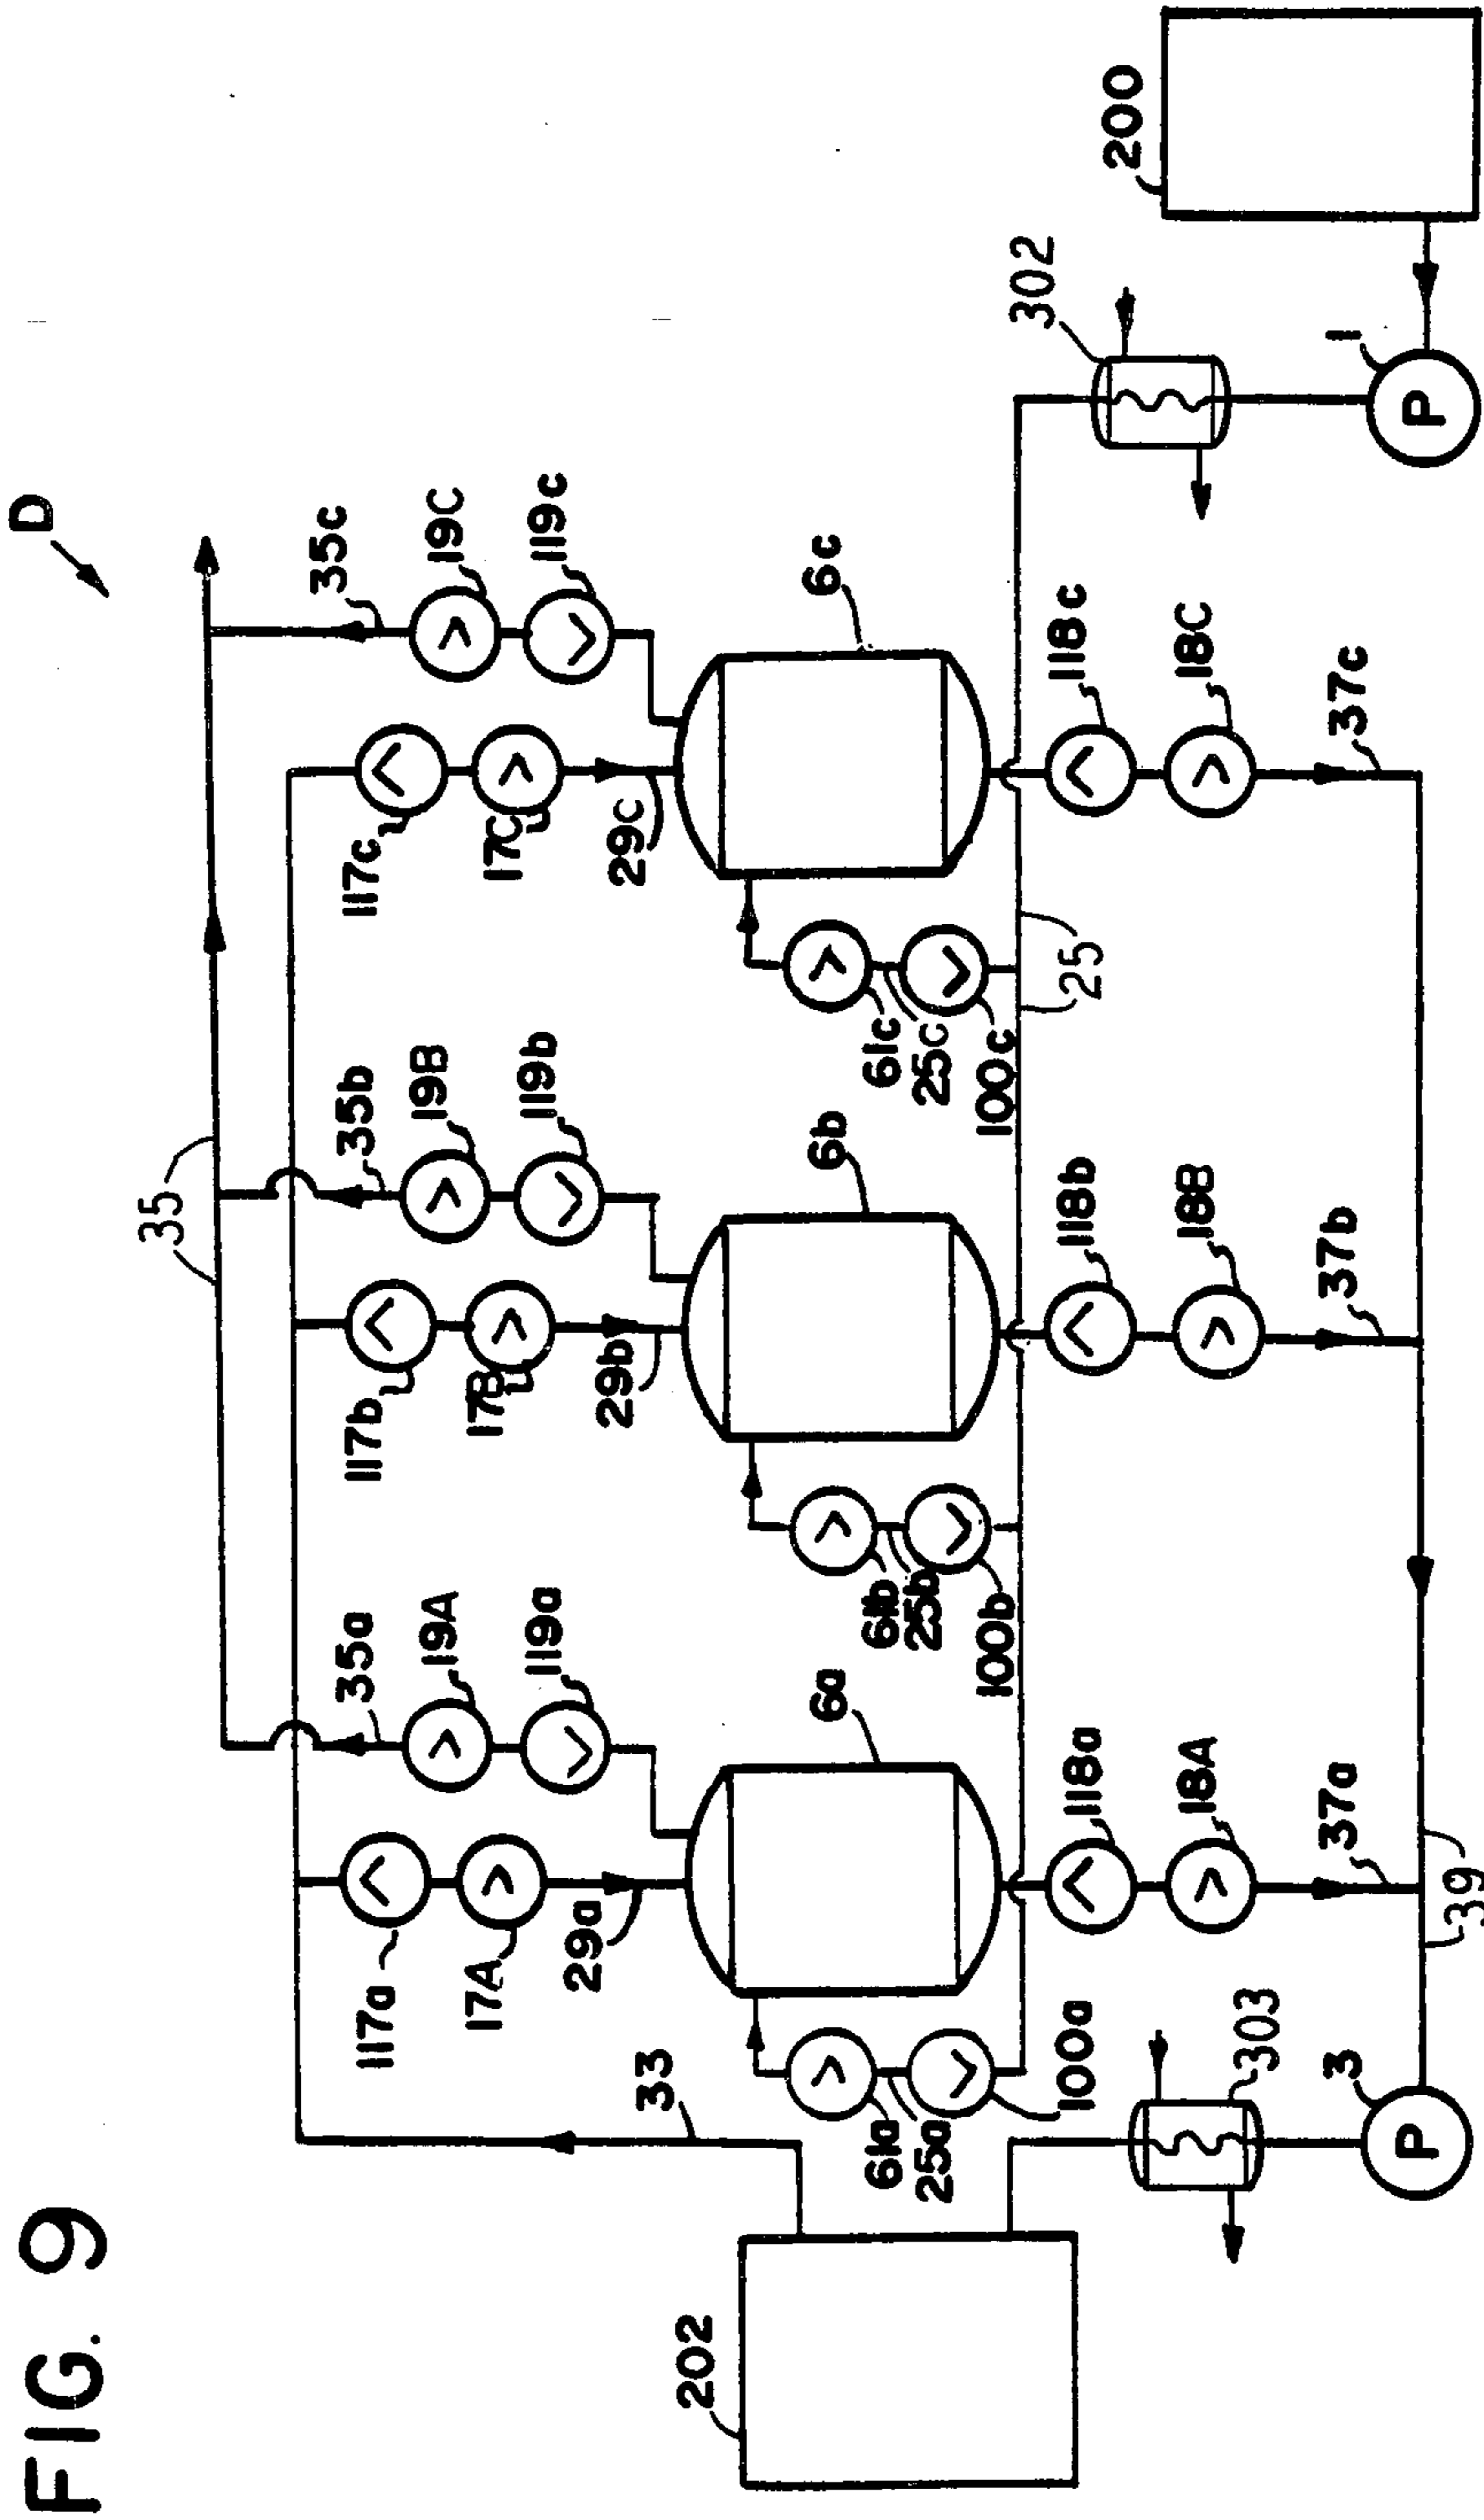 FIG. 9
D
35
35a
35b
35c
117a
19A
119a
117b
19B
119b
117c
19C
119c
17A
17B
17C
29a
29b
29c
33
202
6a
6b
6c
61a
25a
100a
61b
25b
100b
61c
25c
100c
25
302
200
118a
18A
37a
118b
18B
37b
118c
18C
37c
303
3
P
39
1
P